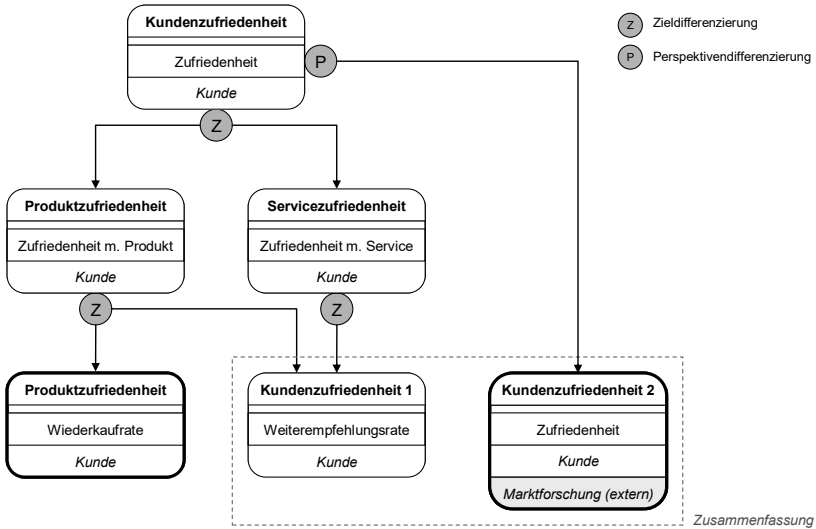 Kundenzufriedenheit
Zufriedenheit
Kunde
P
Z
Z Zieldifferenzierung
P Perspektivendifferenzierung
Produktzufriedenheit
Zufriedenheit m. Produkt
Kunde
Z
Servicezufriedenheit
Zufriedenheit m. Service
Kunde
Z
Produktzufriedenheit
Wiederkaufrate
Kunde
Kundenzufriedenheit 1
Weiterempfehlungsrate
Kunde
Kundenzufriedenheit 2
Zufriedenheit
Kunde
Marktforschung (extern)
Zusammenfassung